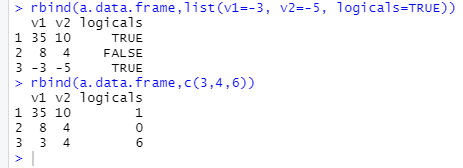 > rbind(a.data.frame,list(v1=-3, v2=-5, logicals=TRUE))
  v1 v2 logicals
1 35 10     TRUE
2  8  4    FALSE
3 -3 -5     TRUE
> rbind(a.data.frame,c(3,4,6))
  v1 v2 logicals
1 35 10        1
2  8  4        0
3  3  4        6
>